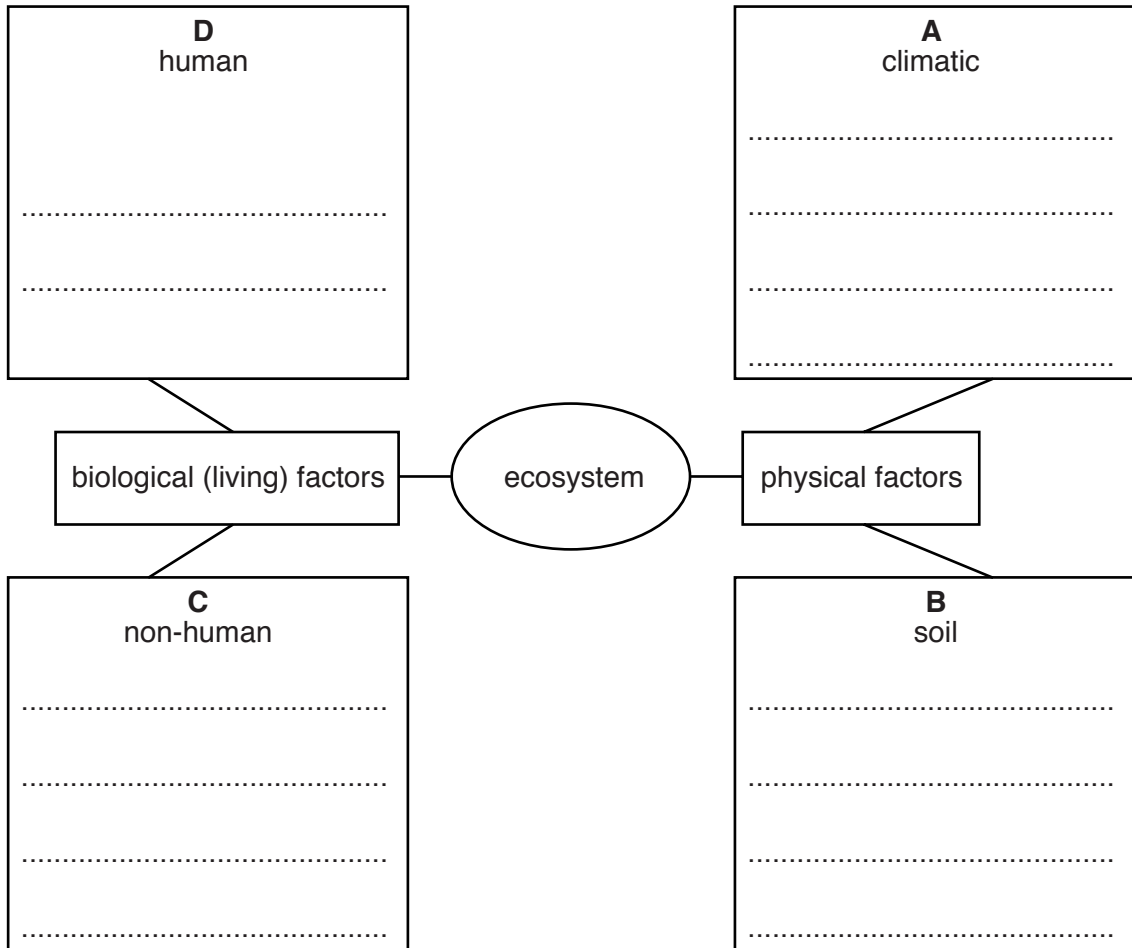 D
human
..............................................
..............................................
A
climatic
..............................................
..............................................
..............................................
..............................................
biological (living) factors
ecosystem
physical factors
C
non-human
..............................................
..............................................
..............................................
..............................................
B
soil
..............................................
..............................................
..............................................
..............................................